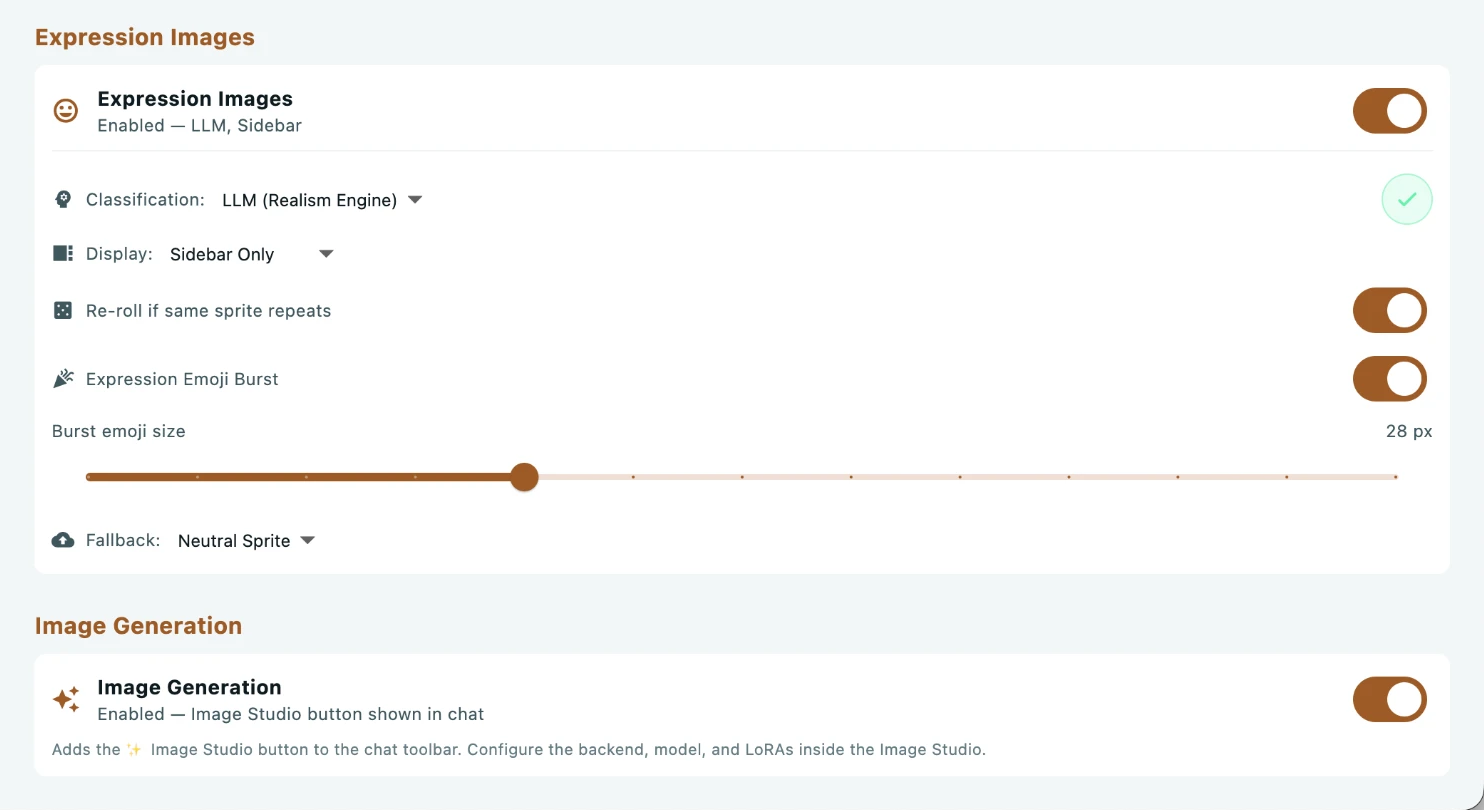 Expression Images
Expression Images
Enabled — LLM, Sidebar
Classification: LLM (Realism Engine)
Display: Sidebar Only
Re-roll if same sprite repeats
Expression Emoji Burst
Burst emoji size 28 px
Fallback: Neutral Sprite
Image Generation
Image Generation
Enabled — Image Studio button shown in chat
Adds the ✨ Image Studio button to the chat toolbar. Configure the backend, model, and LoRAs inside the Image Studio.